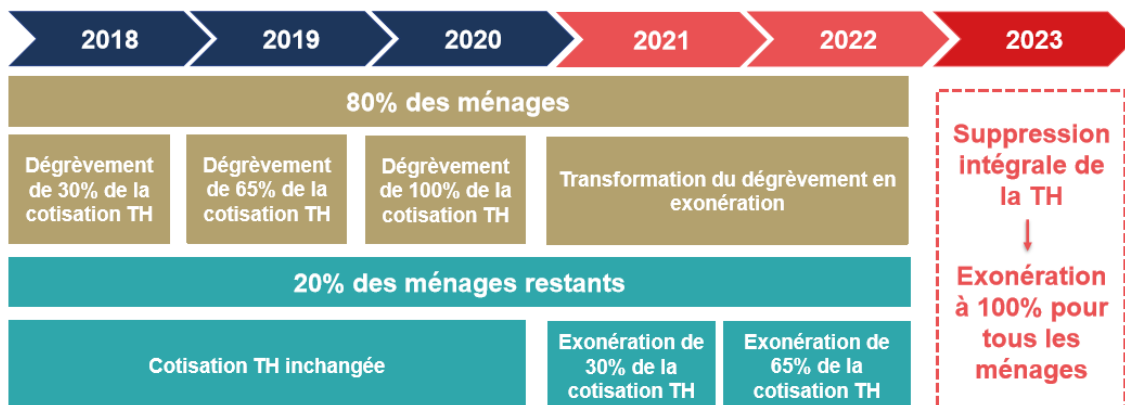 2018
2019
2020
2021
2022
2023
80% des ménages
Dégrèvement
de 30% de la
cotisation TH
Dégrèvement
de 65% de la
cotisation TH
Dégrèvement
de 100% de la
cotisation TH
Transformation du dégrèvement en
exonération
20% des ménages restants
Cotisation TH inchangée
Exonération de
30% de la
cotisation TH
Exonération de
65% de la
cotisation TH
Suppression
intégrale de
la TH
Exonération
à 100% pour
tous les
ménages